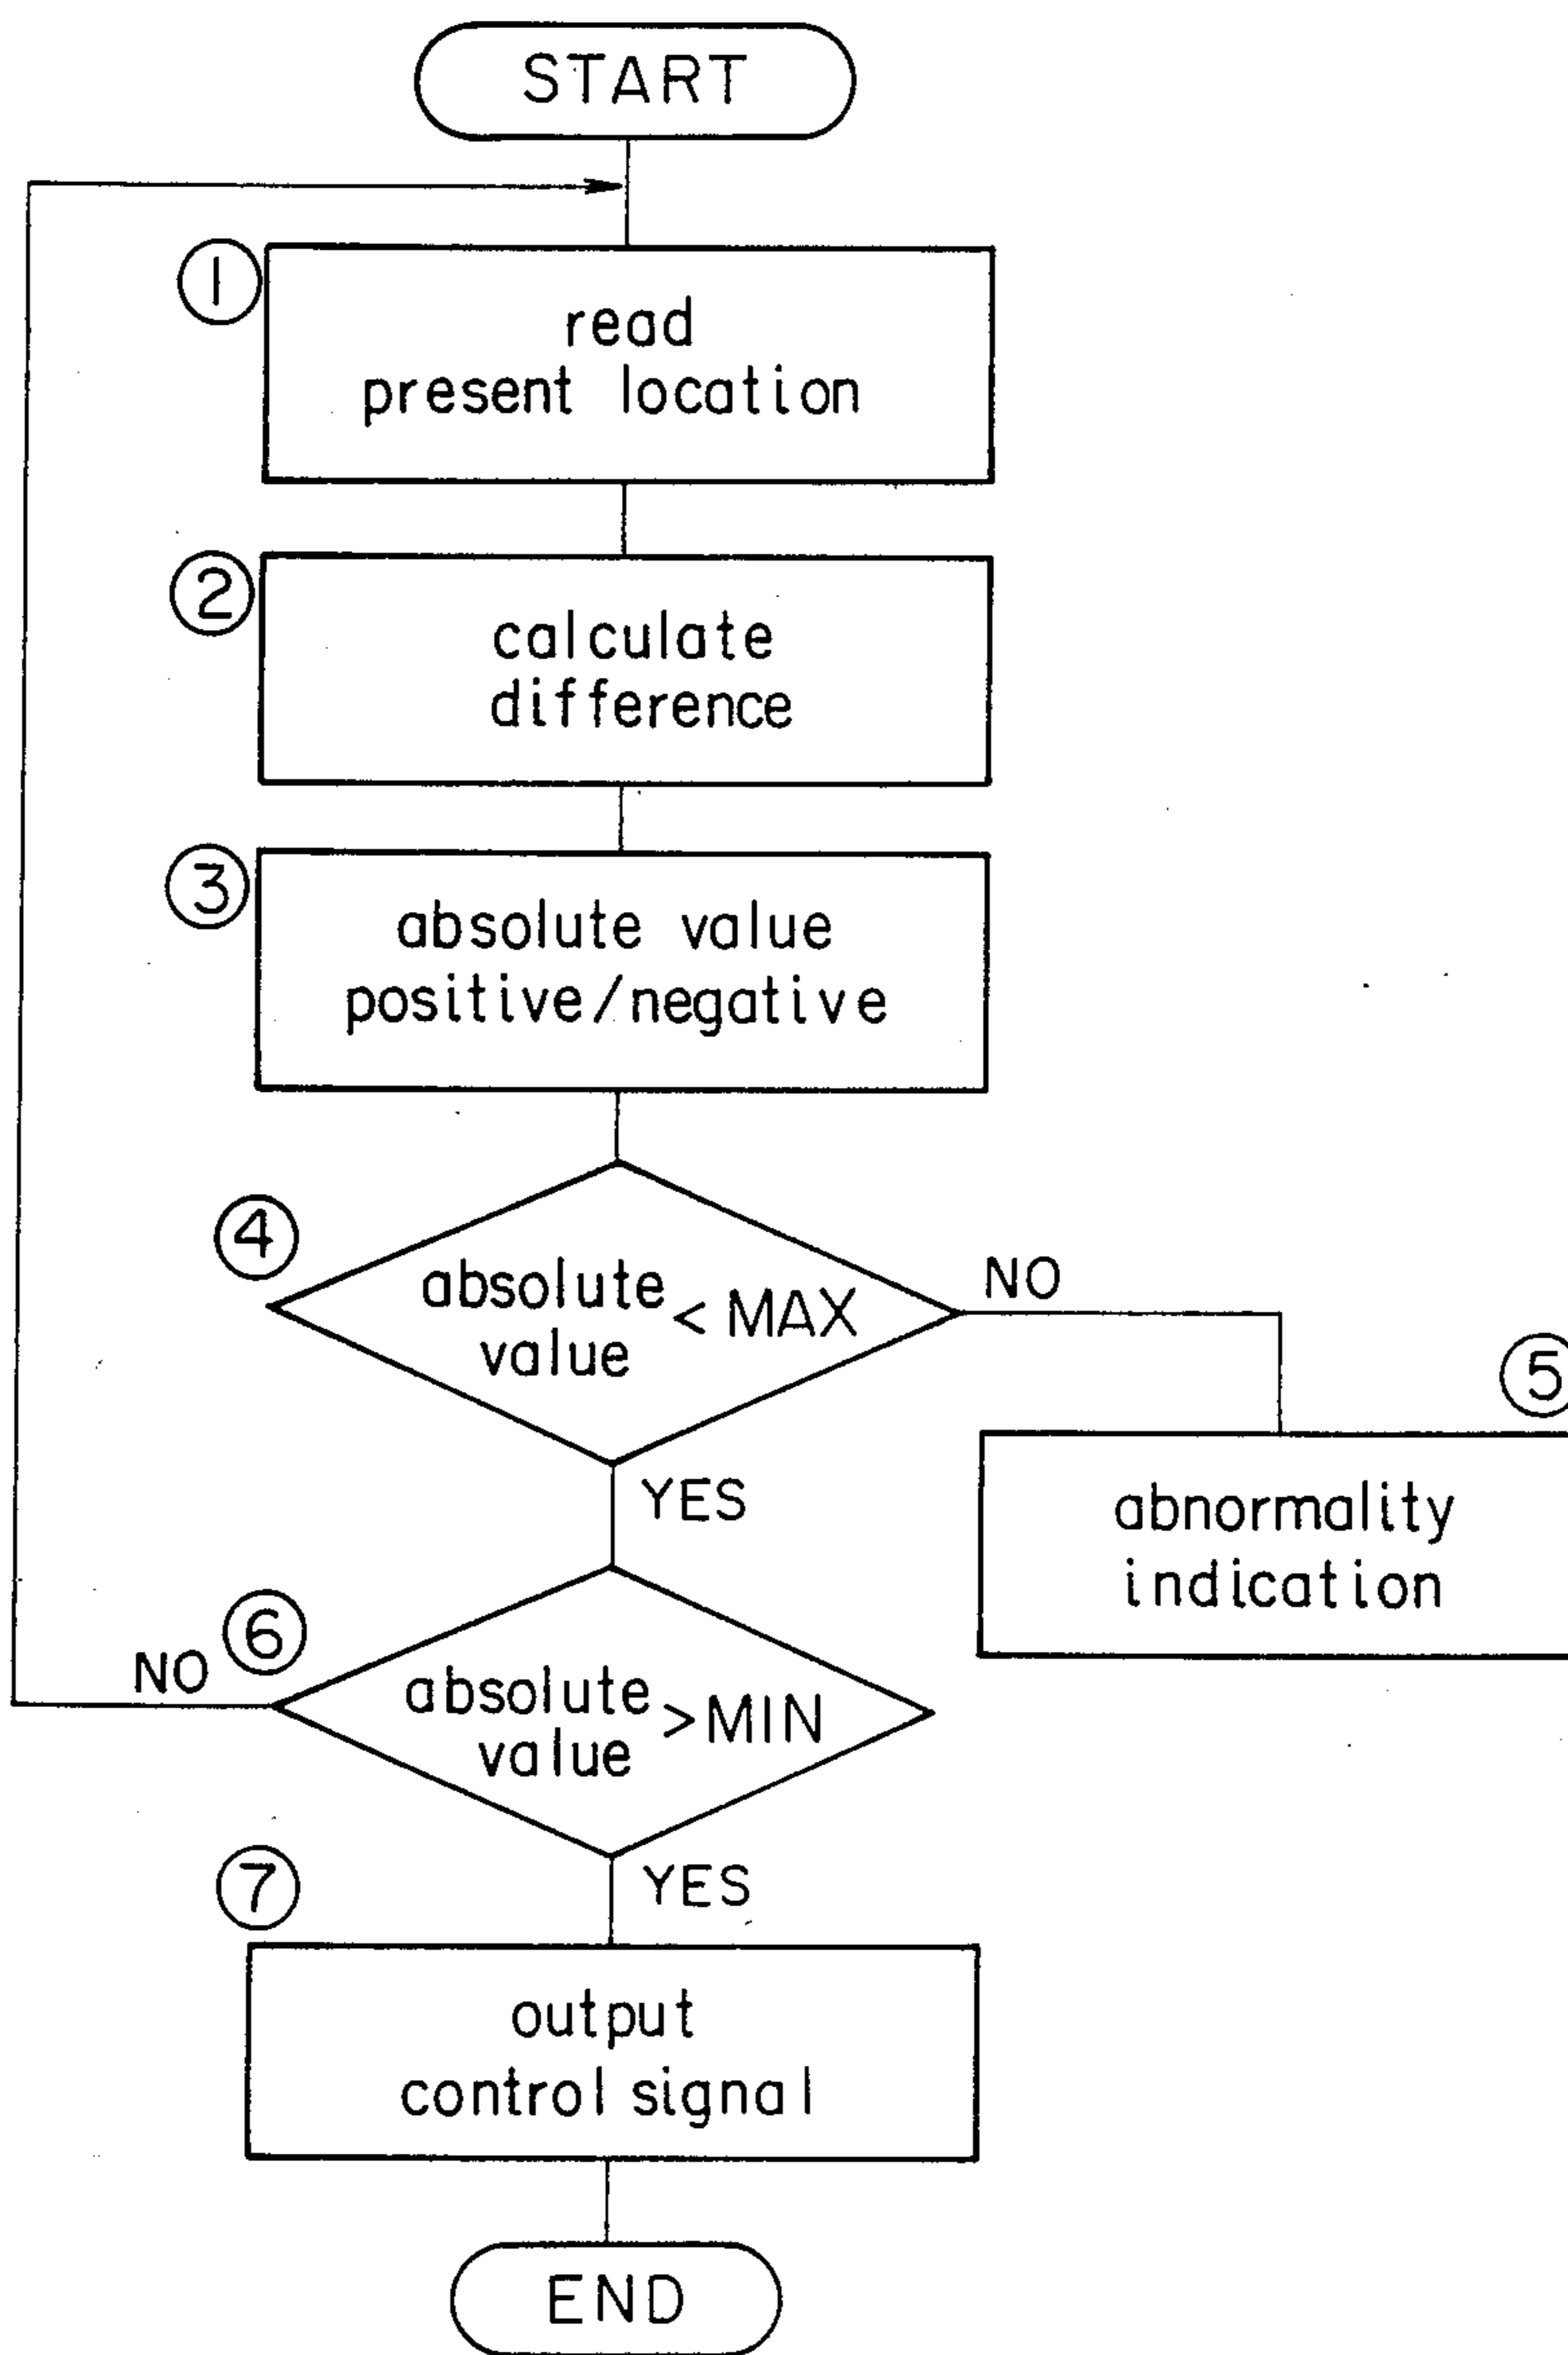 START
①
read
present location
②
calculate
difference
③
absolute value
positive/negative
④
absolute
value
< MAX
NO
YES
⑤
abnormality
indication
⑥
NO
absolute
value
> MIN
YES
⑦
output
control signal
END